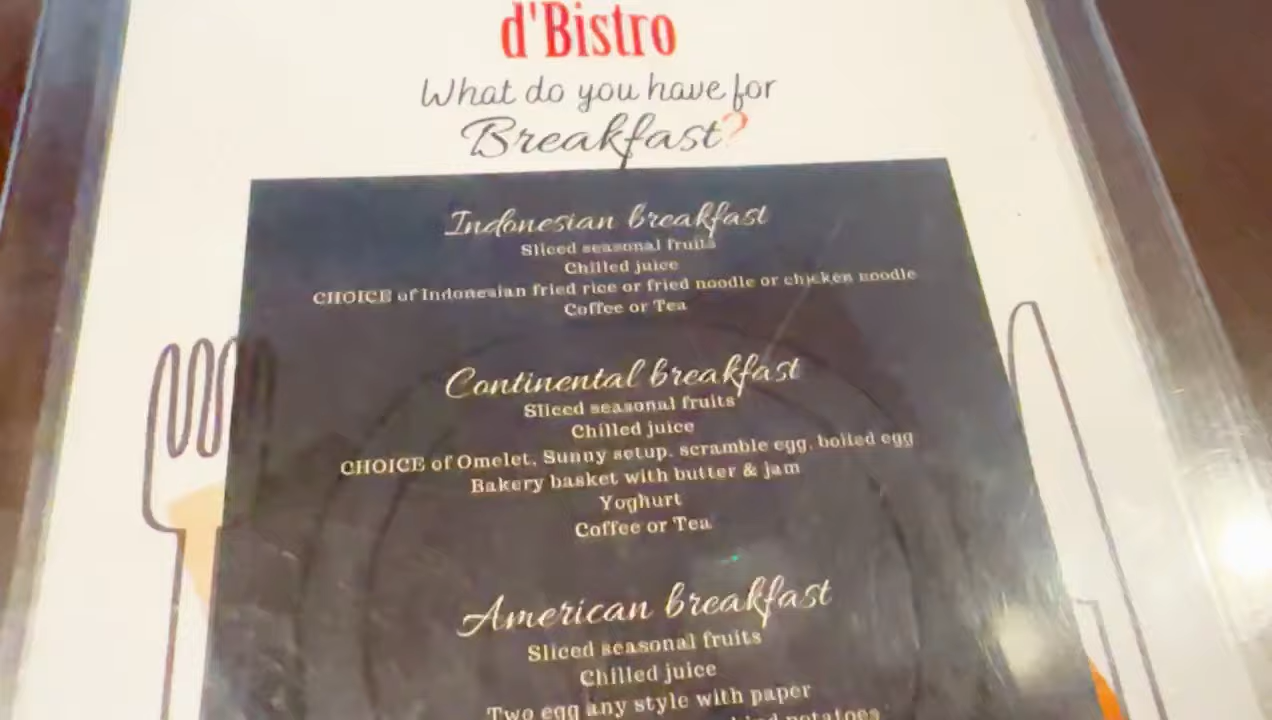 d'Bistro
What do you have for
Breakfast?
Indonesian breakfast
Sliced seasonal fruits
Chilled juice
CHOICE of Indonesian fried rice or fried noodle or chicken noodle
Coffee or Tea
Continental breakfast
Sliced seasonal fruits
Chilled juice
CHOICE of Omelet, Sunny setup, scramble egg, boiled egg
Bakery basket with butter & jam
Yoghurt
Coffee or Tea
American breakfast
Sliced seasonal fruits
Chilled juice
Two egg any style with paper
potatoes